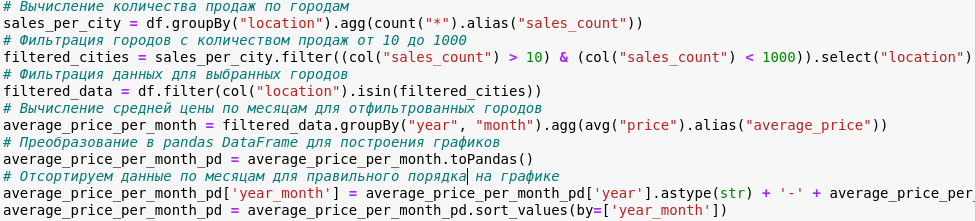 # Вычисление количества продаж по городам
sales_per_city = df.groupBy("location").agg(count("*").alias("sales_count"))
# Фильтрация городов с количеством продаж от 10 до 1000
filtered_cities = sales_per_city.filter((col("sales_count") > 10) & (col("sales_count") < 1000)).select("location")
# Фильтрация данных для выбранных городов
filtered_data = df.filter(col("location").isin(filtered_cities))
# Вычисление средней цены по месяцам для отфильтрованных городов
average_price_per_month = filtered_data.groupBy("year", "month").agg(avg("price").alias("average_price"))
# Преобразование в pandas DataFrame для построения графиков
average_price_per_month_pd = average_price_per_month.toPandas()
# Отсортируем данные по месяцам для правильного порядка на графике
average_price_per_month_pd['year_month'] = average_price_per_month_pd['year'].astype(str) + '-' + average_price_per
average_price_per_month_pd = average_price_per_month_pd.sort_values(by=['year_month'])